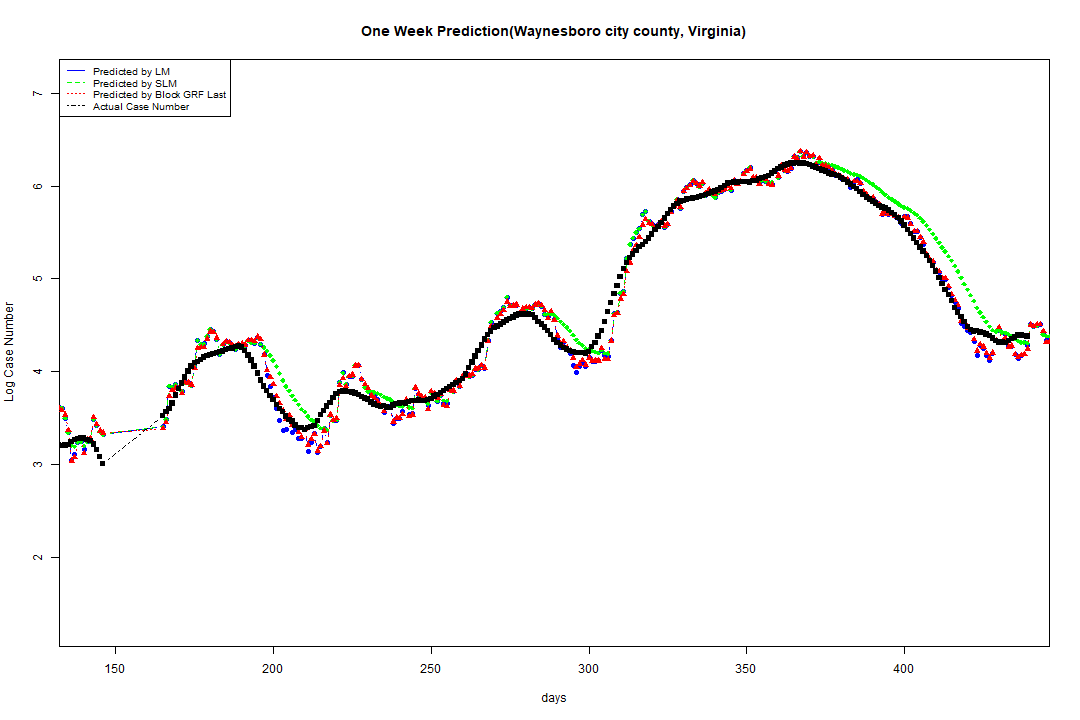 One Week Prediction(Waynesboro city county, Virginia)
Predicted by LM
Predicted by SLM
Predicted by Block GRF Last
Actual Case Number
Log Case Number
7
6
5
4
3
2
150 200 250 300 350 400
days